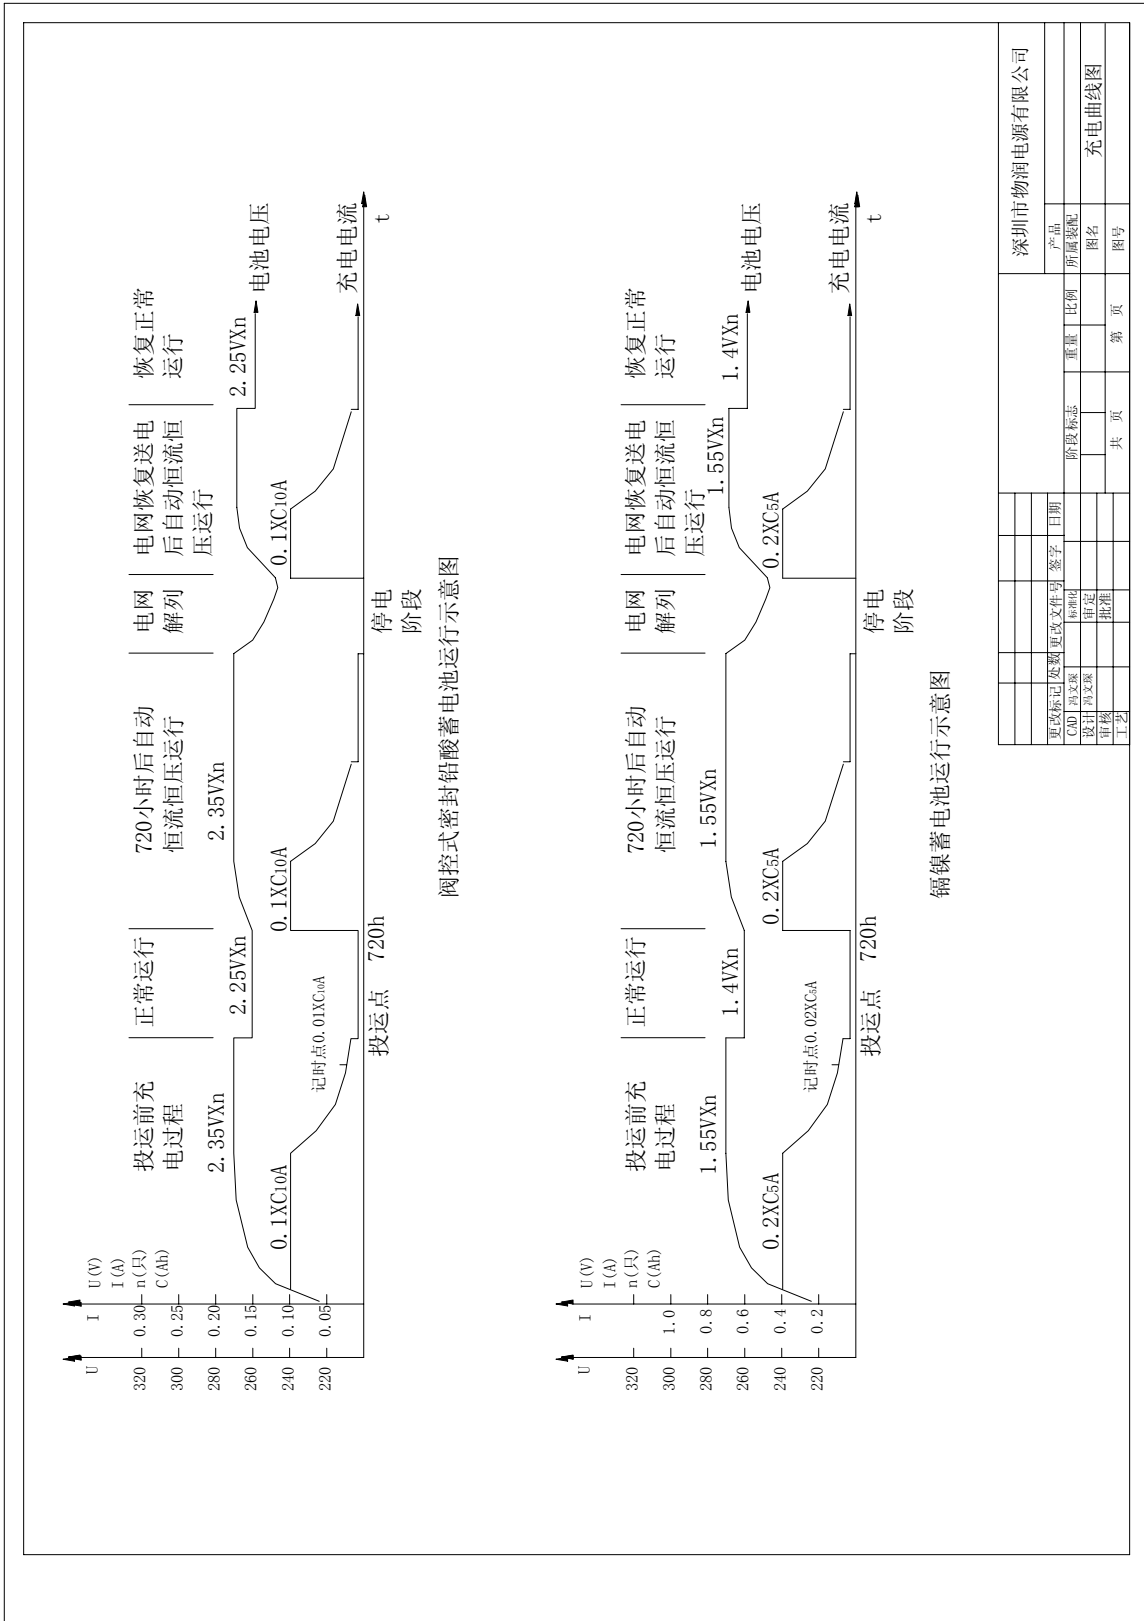 U
320
300
280
260
240
220
I
0.30
0.25
0.20
0.15
0.10
0.05
U(V)
I(A)
n(只)
C(Ah)
投运前充
电过程
2.35VXn
0.1XC10A
记时点0.01XC10A
正常运行
2.25VXn
投运点
720h
720小时后自动
恒流恒压运行
2.35VXn
0.1XC10A
电网
解列
停电
阶段
电网恢复送电
后自动恒流恒
压运行
0.1XC10A
恢复正常
运行
2.25VXn
电池电压
充电电流
t
阀控式密封铅酸蓄电池运行示意图
U
320
300
280
260
240
220
I
1.0
0.8
0.6
0.4
0.2
U(V)
I(A)
n(只)
C(Ah)
投运前充
电过程
1.55VXn
0.2XC5A
记时点0.02XC5A
正常运行
1.4VXn
投运点
720h
720小时后自动
恒流恒压运行
1.55VXn
0.2XC5A
电网
解列
停电
阶段
电网恢复送电
后自动恒流恒
压运行
1.55VXn
0.2XC5A
恢复正常
运行
1.4VXn
电池电压
充电电流
t
镉镍蓄电池运行示意图
深圳市物润电源有限公司
产品
所属装配
图名
充电曲线图
图号
更改标记 处数 更改文件号 签字 日期
CAD 冯文琛 标准化
设计 冯文琛 审定
审核 批准
工艺
阶段标志 重量 比例
共 页 第 页